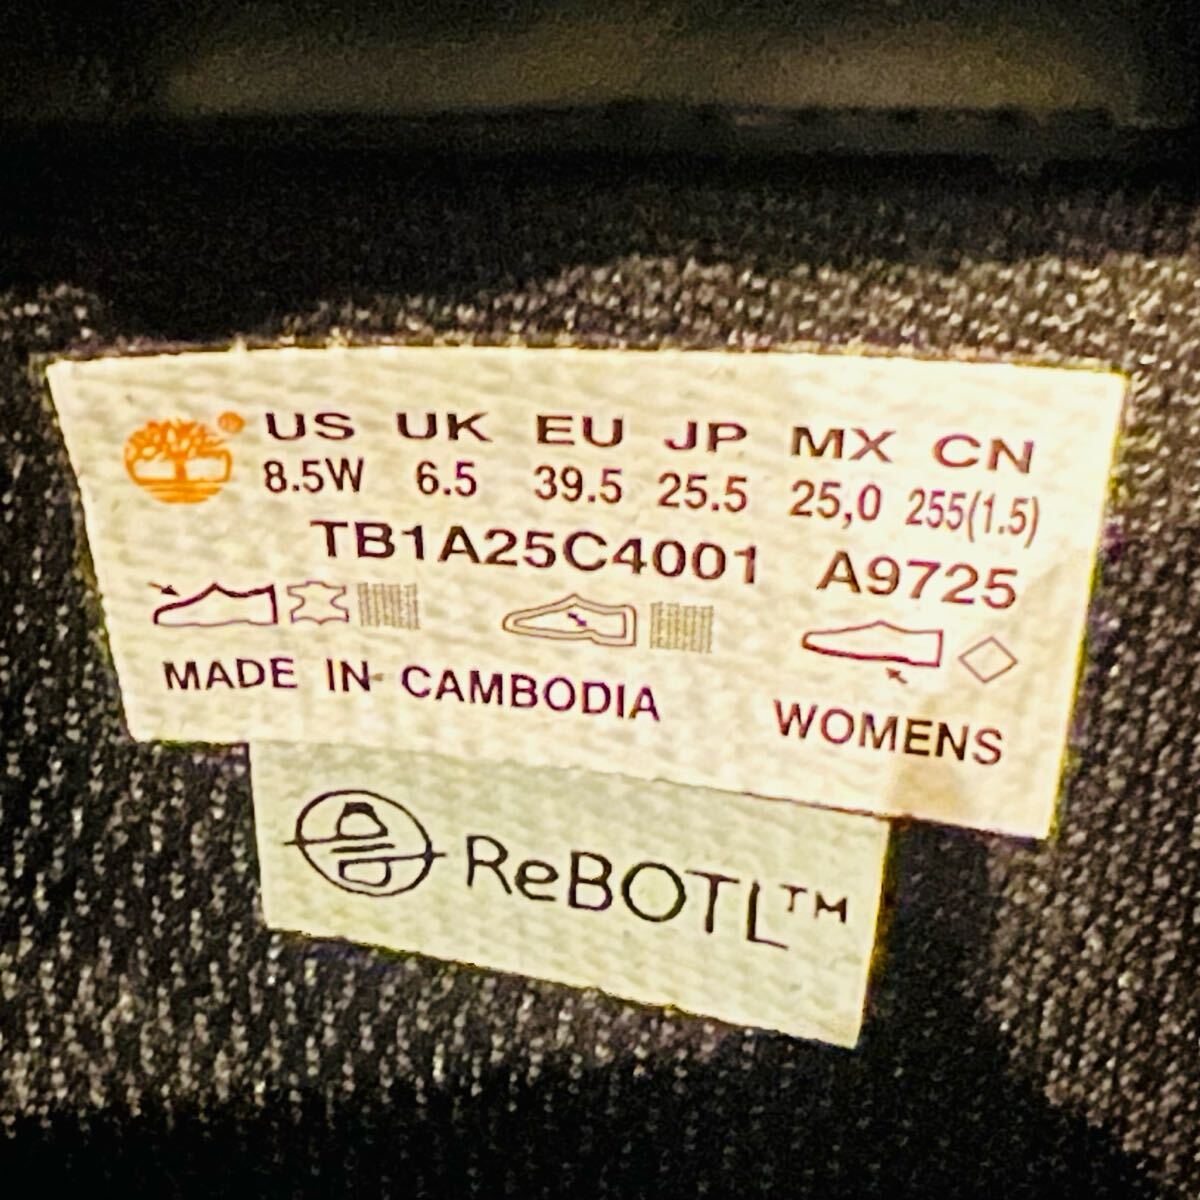 US UK EU JP MX CN
8.5W 6.5 39.5 25.5 25,0 255(1.5)
TB1A25C4001 A9725
MADE IN CAMBODIA WOMENS
ReBOTL™